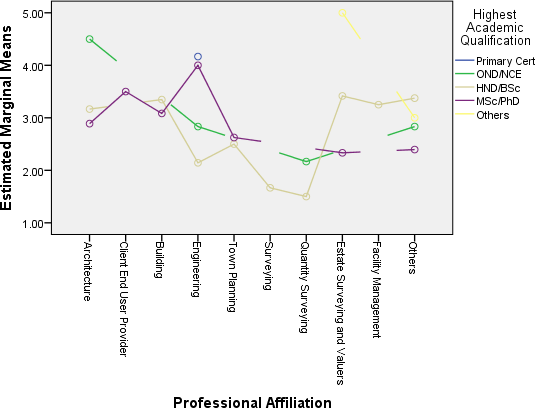 5.00
4.00
3.00
2.00
1.00
Estimated Marginal Means
Architecture
Client End User Provider
Building
Engineering
Town Planning
Surveying
Quantity Surveying
Estate Surveying and Valuers
Facility Management
Others
Professional Affiliation
Highest
Academic
Qualification
Primary Cert
OND/NCE
HND/BSc
MSc/PhD
Others